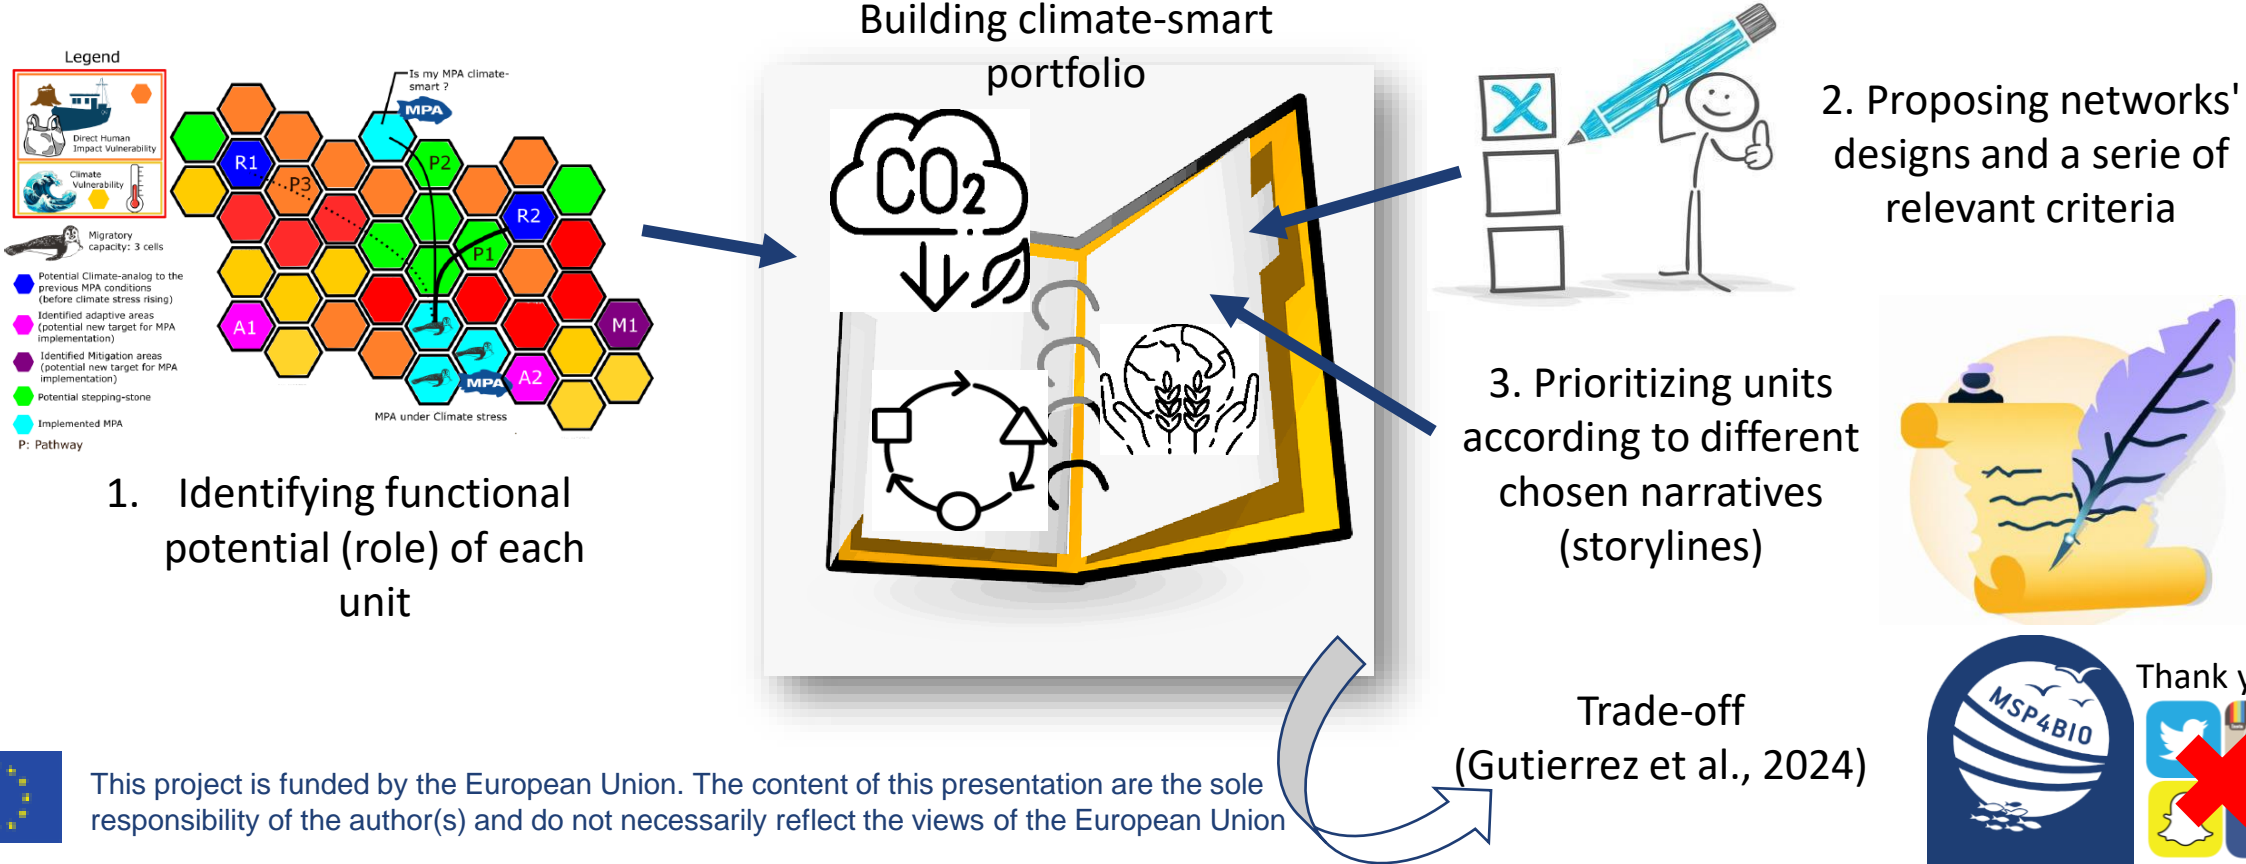 Building climate-smart
portfolio
Legend
Direct Human
Impact Vulnerability
Climate
Vulnerability
Migratory
capacity: 3 cells
Potential Climate-analog to the
previous MPA conditions
(before climate stress rising)
Identified adaptive areas
(potential new target for MPA
implementation)
Identified Mitigation areas
(potential new target for MPA
implementation)
Potential stepping-stone
Implemented MPA
P: Pathway
Is my MPA climate-
smart ?
MPA
R1
P3
P2
R2
P1
A1
M1
MPA
A2
MPA under Climate stress
1. Identifying functional
potential (role) of each
unit
CO2
2. Proposing networks'
designs and a serie of
relevant criteria
3. Prioritizing units
according to different
chosen narratives
(storylines)
Trade-off
(Gutierrez et al., 2024)
MSP4BIO
Thank y
This project is funded by the European Union. The content of this presentation are the sole
responsibility of the author(s) and do not necessarily reflect the views of the European Union